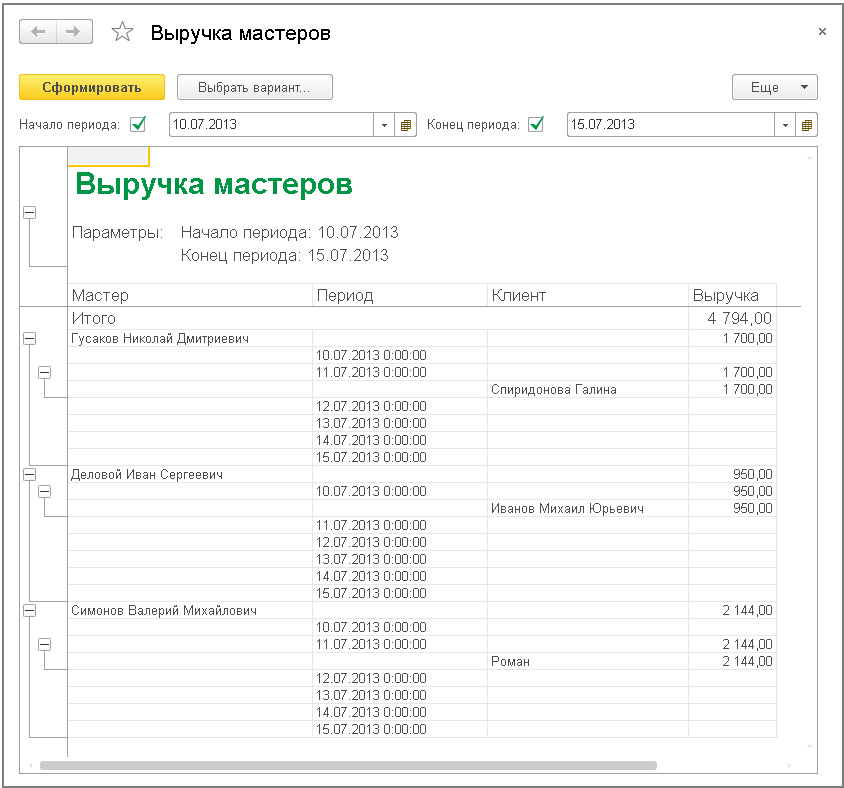 Выручка мастеров
Сформировать Выбрать вариант... Еще
Начало периода: 10.07.2013 Конец периода: 15.07.2013
Выручка мастеров
Параметры: Начало периода: 10.07.2013
Конец периода: 15.07.2013
Мастер Период Клиент Выручка
Итого 4 794,00
Гусаков Николай Дмитриевич 1 700,00
10.07.2013 0:00:00
11.07.2013 0:00:00 1 700,00
Спиридонова Галина 1 700,00
12.07.2013 0:00:00
13.07.2013 0:00:00
14.07.2013 0:00:00
15.07.2013 0:00:00
Деловой Иван Сергеевич 950,00
10.07.2013 0:00:00 950,00
Иванов Михаил Юрьевич 950,00
11.07.2013 0:00:00
12.07.2013 0:00:00
13.07.2013 0:00:00
14.07.2013 0:00:00
15.07.2013 0:00:00
Симонов Валерий Михайлович 2 144,00
10.07.2013 0:00:00
11.07.2013 0:00:00 2 144,00
Роман 2 144,00
12.07.2013 0:00:00
13.07.2013 0:00:00
14.07.2013 0:00:00
15.07.2013 0:00:00